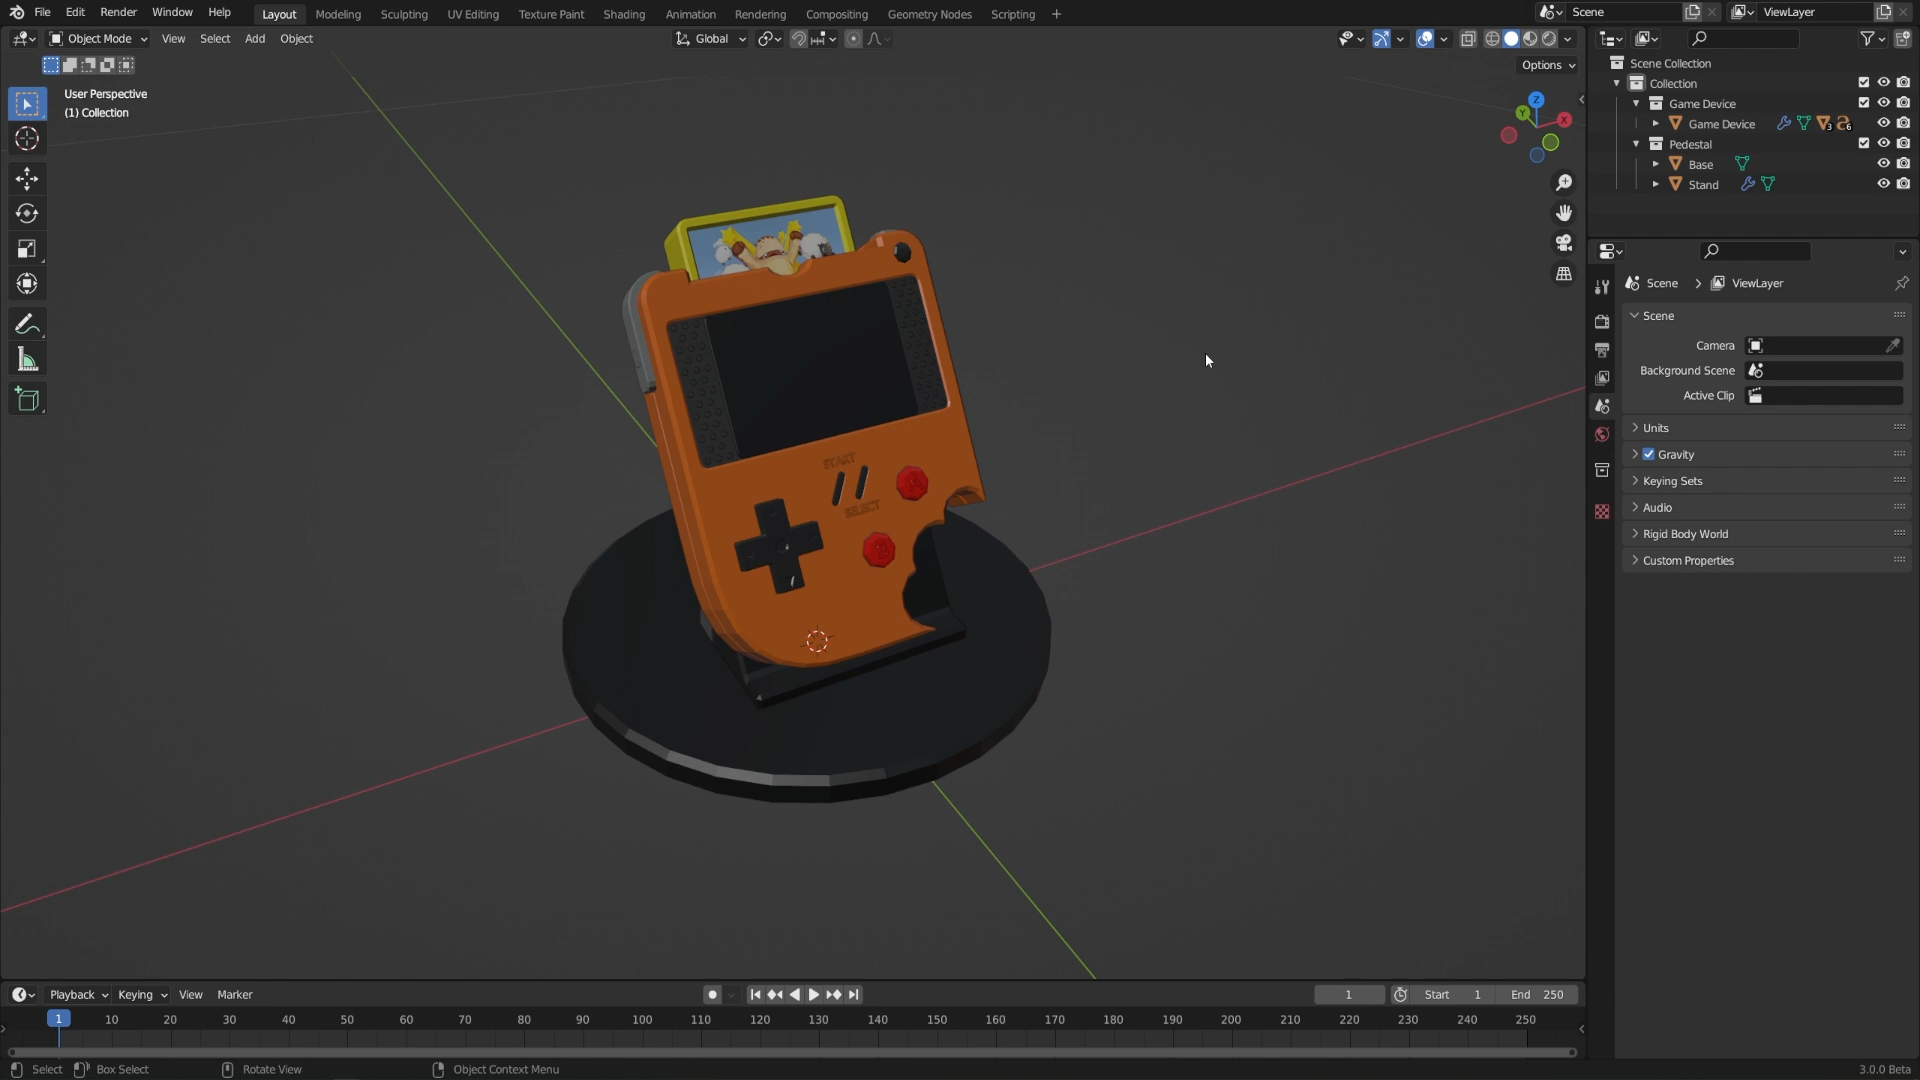 File Edit Render Window Help Layout Modeling Sculpting UV Editing Texture Paint Shading Animation Rendering Compositing Geometry Nodes Scripting + Scene ViewLayer
Object Mode View Select Add Object Global
Options
User Perspective
(1) Collection
Z
Y
X
Scene Collection
Collection
Game Device
Game Device 3 6
Pedestal
Base
Stand
Scene ViewLayer
Scene
Camera
Background Scene
Active Clip
Units
Gravity
Keying Sets
Audio
Rigid Body World
Custom Properties
START
SELECT
Playback Keying View Marker 1 Start 1 End 250
1 10 20 30 40 50 60 70 80 90 100 110 120 130 140 150 160 170 180 190 200 210 220 230 240 250
Select Box Select Rotate View Object Context Menu 3.0.0 Beta